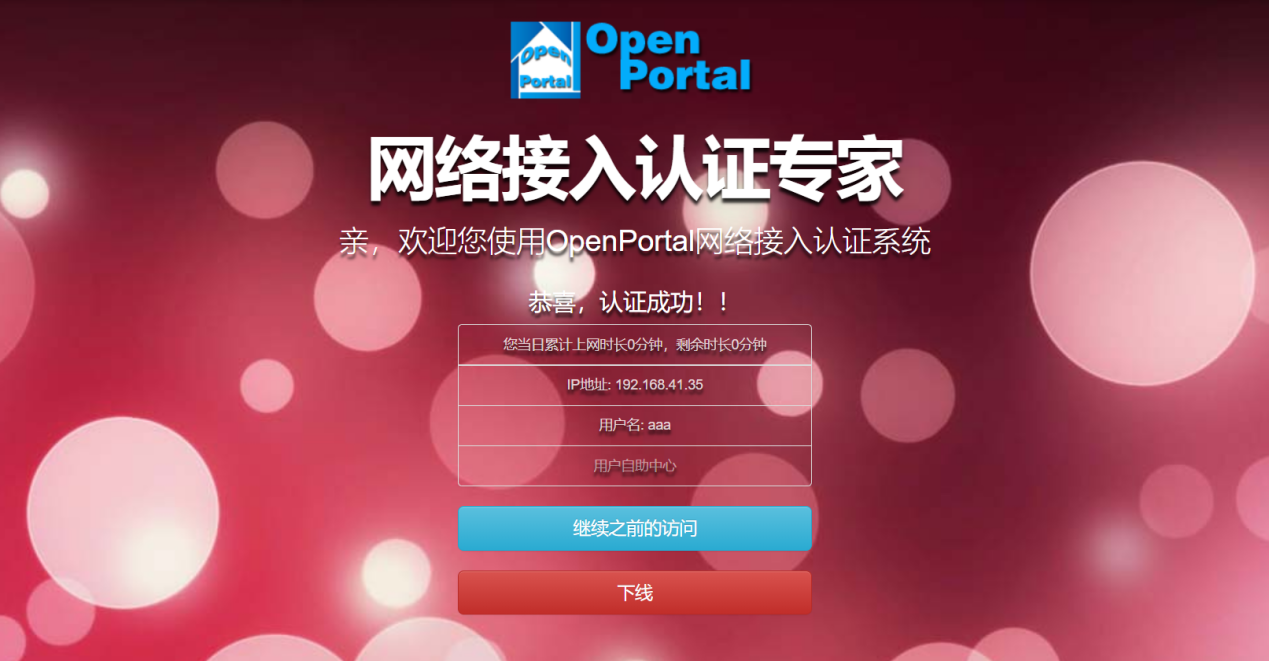 Open
Portal
Open
Portal
网络接入认证专家
亲，欢迎您使用OpenPortal网络接入认证系统
恭喜，认证成功！！
您当日累计上网时长0分钟，剩余时长0分钟
IP地址: 192.168.41.35
用户名: aaa
用户自助中心
继续之前的访问
下线